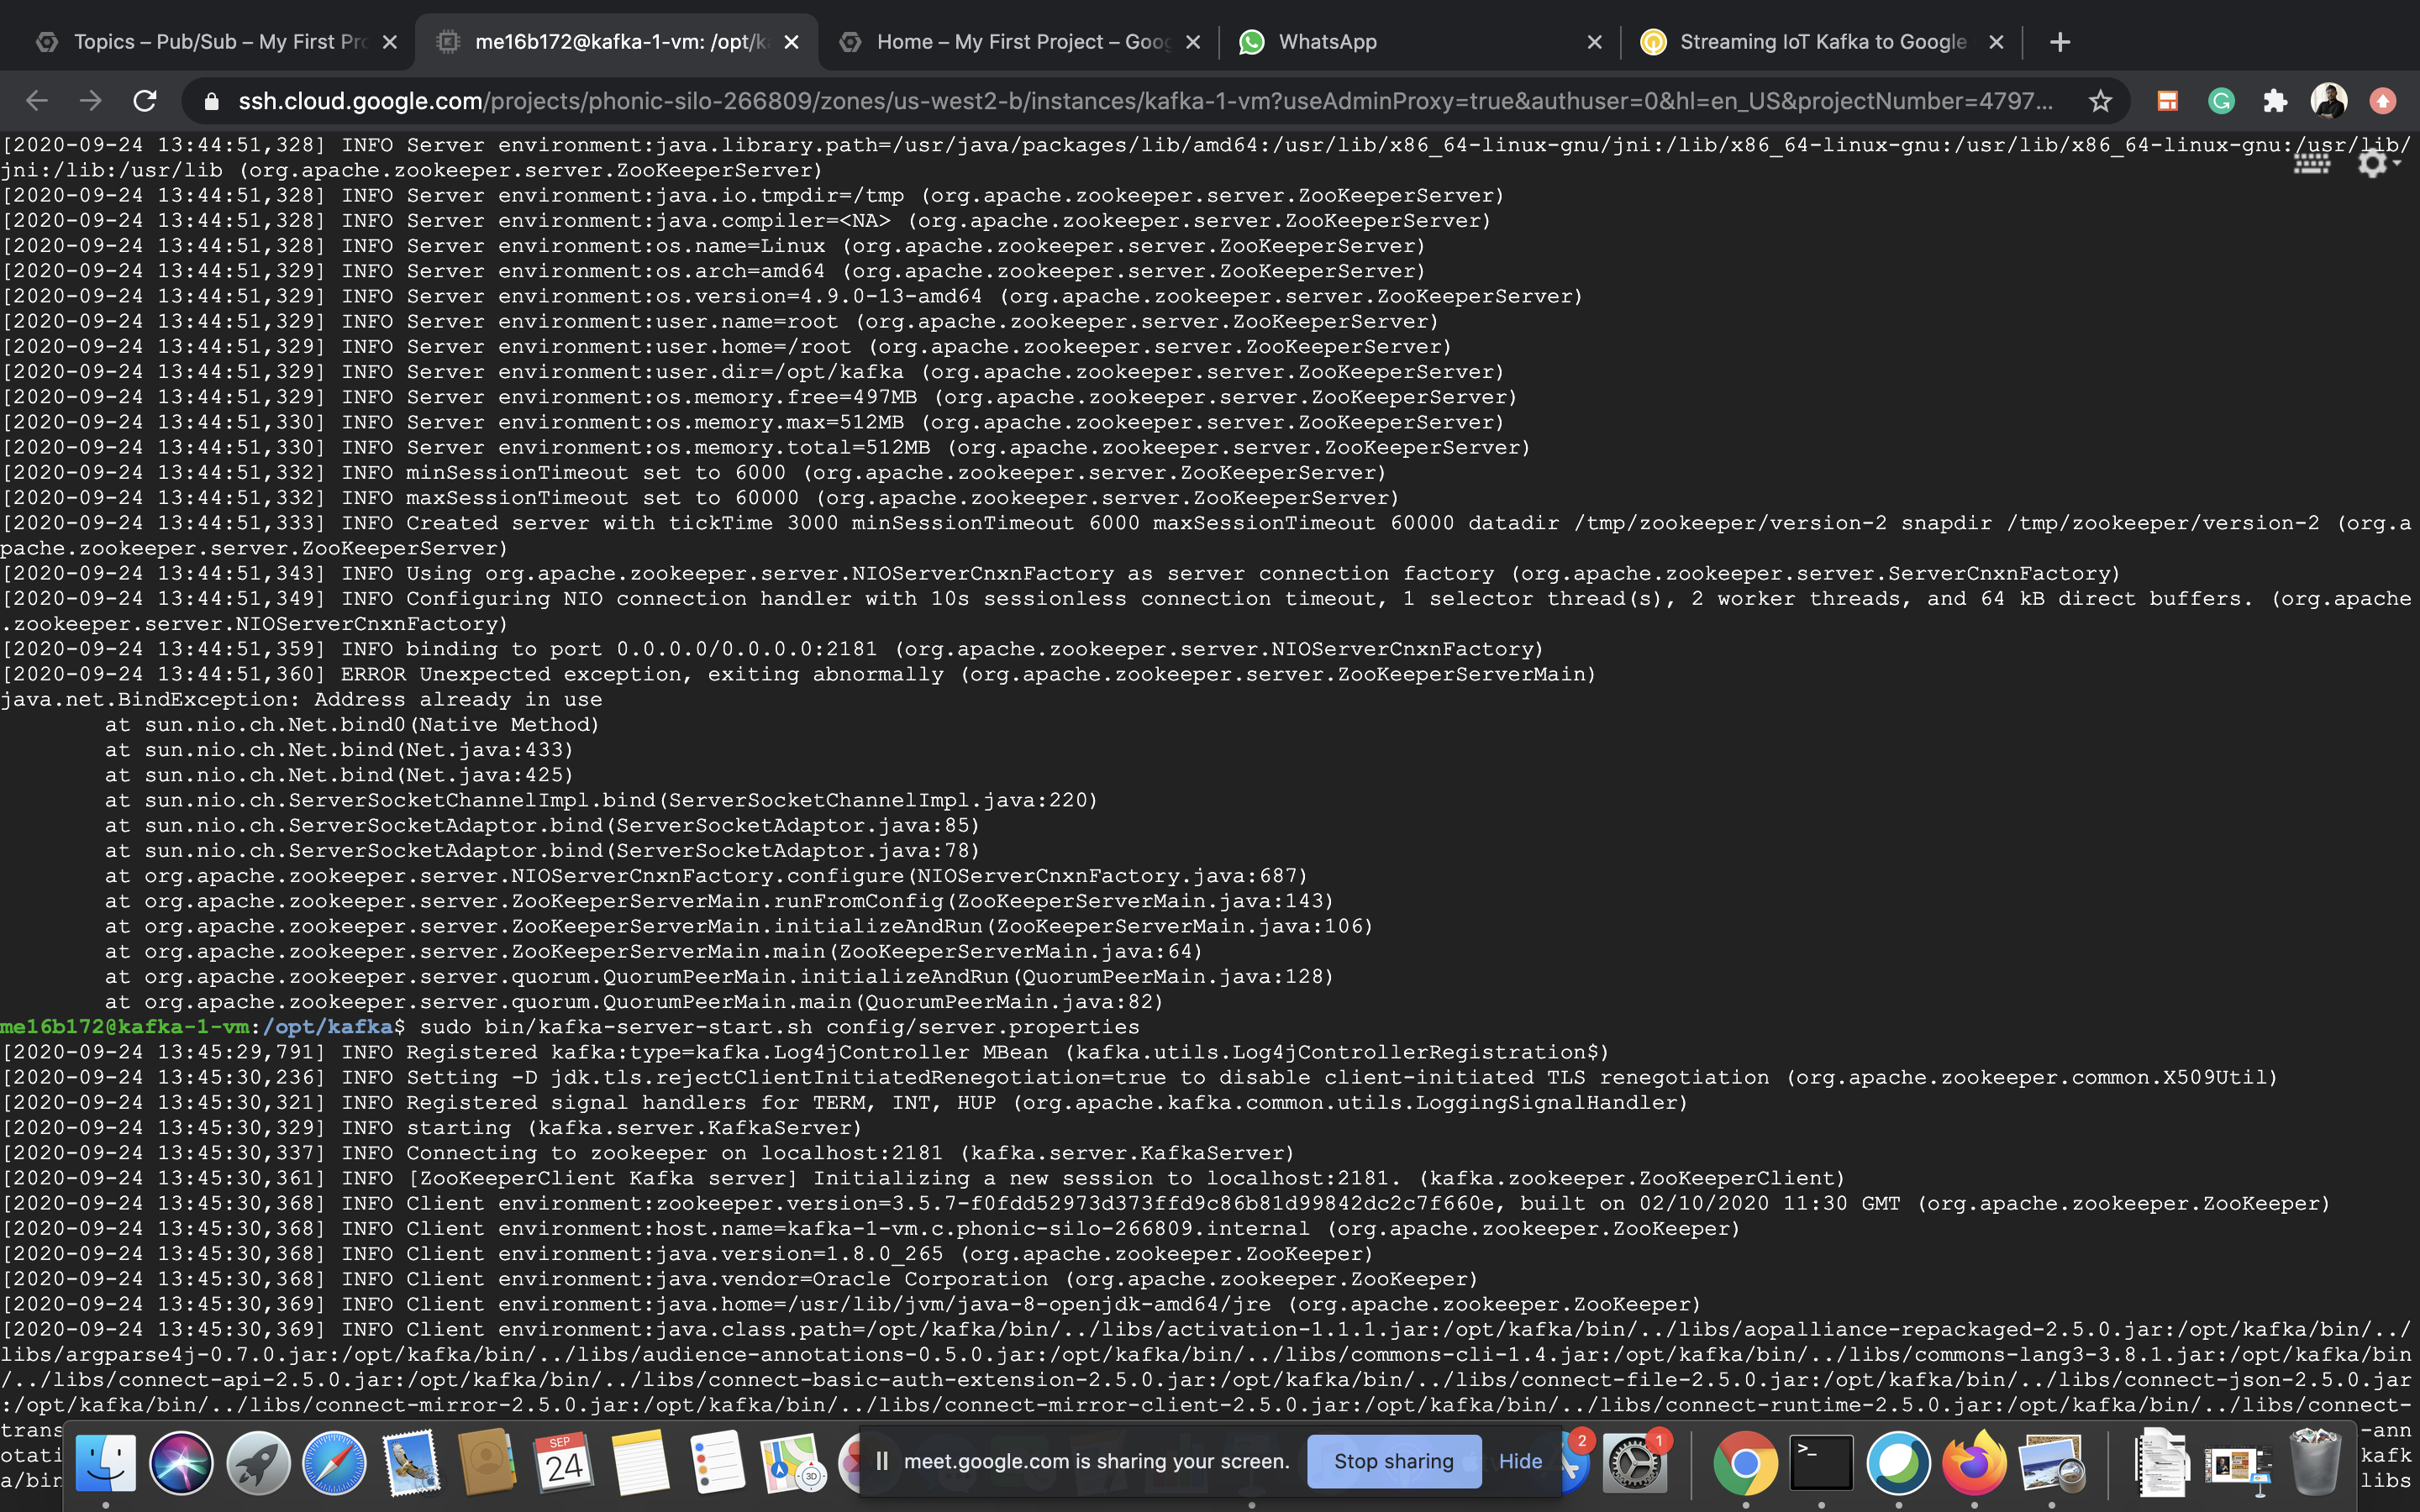 Topics – Pub/Sub – My First Pro
me16b172@kafka-1-vm: /opt/ka
Home – My First Project – Goog
WhatsApp
Streaming IoT Kafka to Google
ssh.cloud.google.com/projects/phonic-silo-266809/zones/us-west2-b/instances/kafka-1-vm?useAdminProxy=true&authuser=0&hl=en_US&projectNumber=4797...
[2020-09-24 13:44:51,328] INFO Server environment:java.library.path=/usr/java/packages/lib/amd64:/usr/lib/x86_64-linux-gnu/jni:/lib/x86_64-linux-gnu:/usr/lib/x86_64-linux-gnu:/usr/lib/
jni:/lib:/usr/lib (org.apache.zookeeper.server.ZooKeeperServer)
[2020-09-24 13:44:51,328] INFO Server environment:java.io.tmpdir=/tmp (org.apache.zookeeper.server.ZooKeeperServer)
[2020-09-24 13:44:51,328] INFO Server environment:java.compiler=<NA> (org.apache.zookeeper.server.ZooKeeperServer)
[2020-09-24 13:44:51,328] INFO Server environment:os.name=Linux (org.apache.zookeeper.server.ZooKeeperServer)
[2020-09-24 13:44:51,329] INFO Server environment:os.arch=amd64 (org.apache.zookeeper.server.ZooKeeperServer)
[2020-09-24 13:44:51,329] INFO Server environment:os.version=4.9.0-13-amd64 (org.apache.zookeeper.server.ZooKeeperServer)
[2020-09-24 13:44:51,329] INFO Server environment:user.name=root (org.apache.zookeeper.server.ZooKeeperServer)
[2020-09-24 13:44:51,329] INFO Server environment:user.home=/root (org.apache.zookeeper.server.ZooKeeperServer)
[2020-09-24 13:44:51,329] INFO Server environment:user.dir=/opt/kafka (org.apache.zookeeper.server.ZooKeeperServer)
[2020-09-24 13:44:51,329] INFO Server environment:os.memory.free=497MB (org.apache.zookeeper.server.ZooKeeperServer)
[2020-09-24 13:44:51,330] INFO Server environment:os.memory.max=512MB (org.apache.zookeeper.server.ZooKeeperServer)
[2020-09-24 13:44:51,330] INFO Server environment:os.memory.total=512MB (org.apache.zookeeper.server.ZooKeeperServer)
[2020-09-24 13:44:51,332] INFO minSessionTimeout set to 6000 (org.apache.zookeeper.server.ZooKeeperServer)
[2020-09-24 13:44:51,332] INFO maxSessionTimeout set to 60000 (org.apache.zookeeper.server.ZooKeeperServer)
[2020-09-24 13:44:51,333] INFO Created server with tickTime 3000 minSessionTimeout 6000 maxSessionTimeout 60000 datadir /tmp/zookeeper/version-2 snapdir /tmp/zookeeper/version-2 (org.a
pache.zookeeper.server.ZooKeeperServer)
[2020-09-24 13:44:51,343] INFO Using org.apache.zookeeper.server.NIOServerCnxnFactory as server connection factory (org.apache.zookeeper.server.ServerCnxnFactory)
[2020-09-24 13:44:51,349] INFO Configuring NIO connection handler with 10s sessionless connection timeout, 1 selector thread(s), 2 worker threads, and 64 kB direct buffers. (org.apache
.zookeeper.server.NIOServerCnxnFactory)
[2020-09-24 13:44:51,359] INFO binding to port 0.0.0.0/0.0.0.0:2181 (org.apache.zookeeper.server.NIOServerCnxnFactory)
[2020-09-24 13:44:51,360] ERROR Unexpected exception, exiting abnormally (org.apache.zookeeper.server.ZooKeeperServerMain)
java.net.BindException: Address already in use
at sun.nio.ch.Net.bind0(Native Method)
at sun.nio.ch.Net.bind(Net.java:433)
at sun.nio.ch.Net.bind(Net.java:425)
at sun.nio.ch.ServerSocketChannelImpl.bind(ServerSocketChannelImpl.java:220)
at sun.nio.ch.ServerSocketAdaptor.bind(ServerSocketAdaptor.java:85)
at sun.nio.ch.ServerSocketAdaptor.bind(ServerSocketAdaptor.java:78)
at org.apache.zookeeper.server.NIOServerCnxnFactory.configure(NIOServerCnxnFactory.java:687)
at org.apache.zookeeper.server.ZooKeeperServerMain.runFromConfig(ZooKeeperServerMain.java:143)
at org.apache.zookeeper.server.ZooKeeperServerMain.initializeAndRun(ZooKeeperServerMain.java:106)
at org.apache.zookeeper.server.ZooKeeperServerMain.main(ZooKeeperServerMain.java:64)
at org.apache.zookeeper.server.quorum.QuorumPeerMain.initializeAndRun(QuorumPeerMain.java:128)
at org.apache.zookeeper.server.quorum.QuorumPeerMain.main(QuorumPeerMain.java:82)
me16b172@kafka-1-vm:/opt/kafka$ sudo bin/kafka-server-start.sh config/server.properties
[2020-09-24 13:45:29,791] INFO Registered kafka:type=kafka.Log4jController MBean (kafka.utils.Log4jControllerRegistration$)
[2020-09-24 13:45:30,236] INFO Setting -D jdk.tls.rejectClientInitiatedRenegotiation=true to disable client-initiated TLS renegotiation (org.apache.zookeeper.common.X509Util)
[2020-09-24 13:45:30,321] INFO Registered signal handlers for TERM, INT, HUP (org.apache.kafka.common.utils.LoggingSignalHandler)
[2020-09-24 13:45:30,329] INFO starting (kafka.server.KafkaServer)
[2020-09-24 13:45:30,337] INFO Connecting to zookeeper on localhost:2181 (kafka.server.KafkaServer)
[2020-09-24 13:45:30,361] INFO [ZooKeeperClient Kafka server] Initializing a new session to localhost:2181. (kafka.zookeeper.ZooKeeperClient)
[2020-09-24 13:45:30,368] INFO Client environment:zookeeper.version=3.5.7-f0fdd52973d373ffd9c86b81d99842dc2c7f660e, built on 02/10/2020 11:30 GMT (org.apache.zookeeper.ZooKeeper)
[2020-09-24 13:45:30,368] INFO Client environment:host.name=kafka-1-vm.c.phonic-silo-266809.internal (org.apache.zookeeper.ZooKeeper)
[2020-09-24 13:45:30,368] INFO Client environment:java.version=1.8.0_265 (org.apache.zookeeper.ZooKeeper)
[2020-09-24 13:45:30,368] INFO Client environment:java.vendor=Oracle Corporation (org.apache.zookeeper.ZooKeeper)
[2020-09-24 13:45:30,369] INFO Client environment:java.home=/usr/lib/jvm/java-8-openjdk-amd64/jre (org.apache.zookeeper.ZooKeeper)
[2020-09-24 13:45:30,369] INFO Client environment:java.class.path=/opt/kafka/bin/../libs/activation-1.1.1.jar:/opt/kafka/bin/../libs/aopalliance-repackaged-2.5.0.jar:/opt/kafka/bin/../
libs/argparse4j-0.7.0.jar:/opt/kafka/bin/../libs/audience-annotations-0.5.0.jar:/opt/kafka/bin/../libs/commons-cli-1.4.jar:/opt/kafka/bin/../libs/commons-lang3-3.8.1.jar:/opt/kafka/bin
/../libs/connect-api-2.5.0.jar:/opt/kafka/bin/../libs/connect-basic-auth-extension-2.5.0.jar:/opt/kafka/bin/../libs/connect-file-2.5.0.jar:/opt/kafka/bin/../libs/connect-json-2.5.0.jar
:/opt/kafka/bin/../libs/connect-mirror-2.5.0.jar:/opt/kafka/bin/../libs/connect-mirror-client-2.5.0.jar:/opt/kafka/bin/../libs/connect-runtime-2.5.0.jar:/opt/kafka/bin/../libs/connect-
trans -ann
otati kafk
a/bin libs
SEP
24
3D
meet.google.com is sharing your screen.
Stop sharing
Hide
2
1
>_